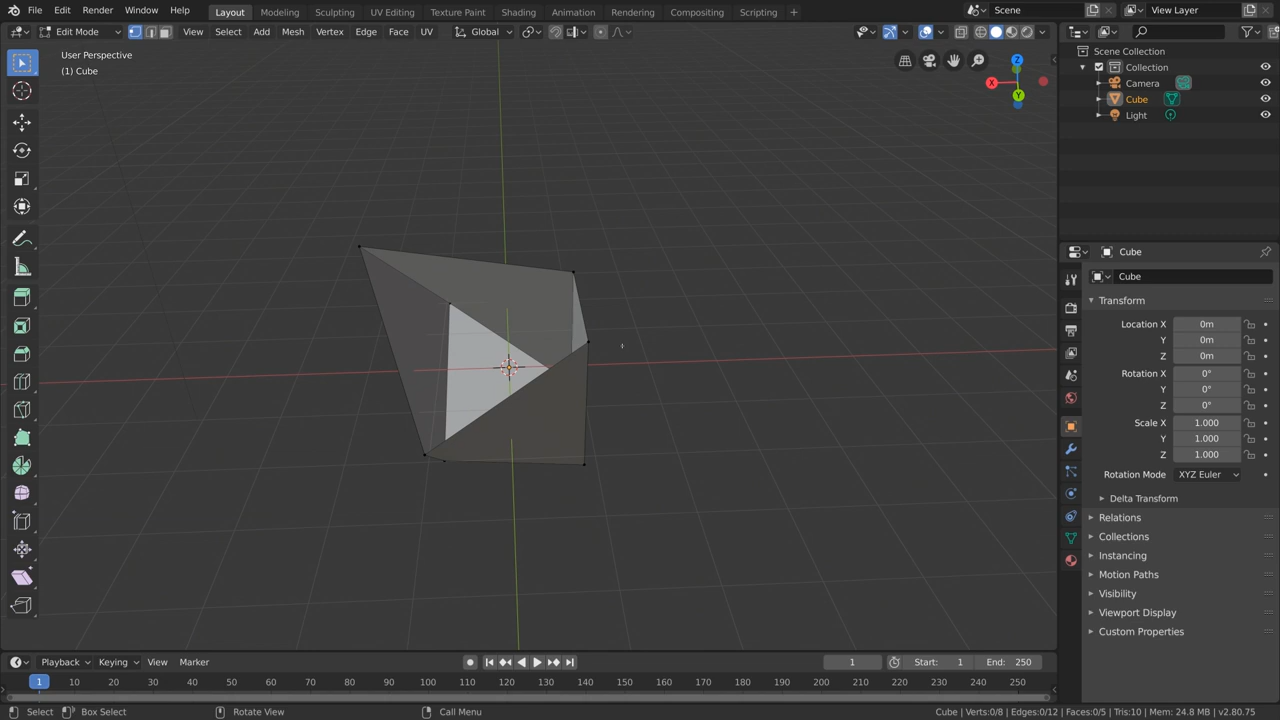 File Edit Render Window Help Layout Modeling Sculpting UV Editing Texture Paint Shading Animation Rendering Compositing Scripting + Scene View Layer
Edit Mode View Select Add Mesh Vertex Edge Face UV Global
User Perspective
(1) Cube
Z
X
Y
Scene Collection
Collection
Camera
Cube
Light
Cube
Cube
Transform
Location X 0m
Y 0m
Z 0m
Rotation X 0°
Y 0°
Z 0°
Scale X 1.000
Y 1.000
Z 1.000
Rotation Mode XYZ Euler
Delta Transform
Relations
Collections
Instancing
Motion Paths
Visibility
Viewport Display
Custom Properties
Playback Keying View Marker 1 Start: 1 End: 250
1 10 20 30 40 50 60 70 80 90 100 110 120 130 140 150 160 170 180 190 200 210 220 230 240 250
Select Box Select Rotate View Call Menu Cube | Verts:0/8 | Edges:0/12 | Faces:0/5 | Tris:10 | Mem: 24.8 MB | v2.80.75